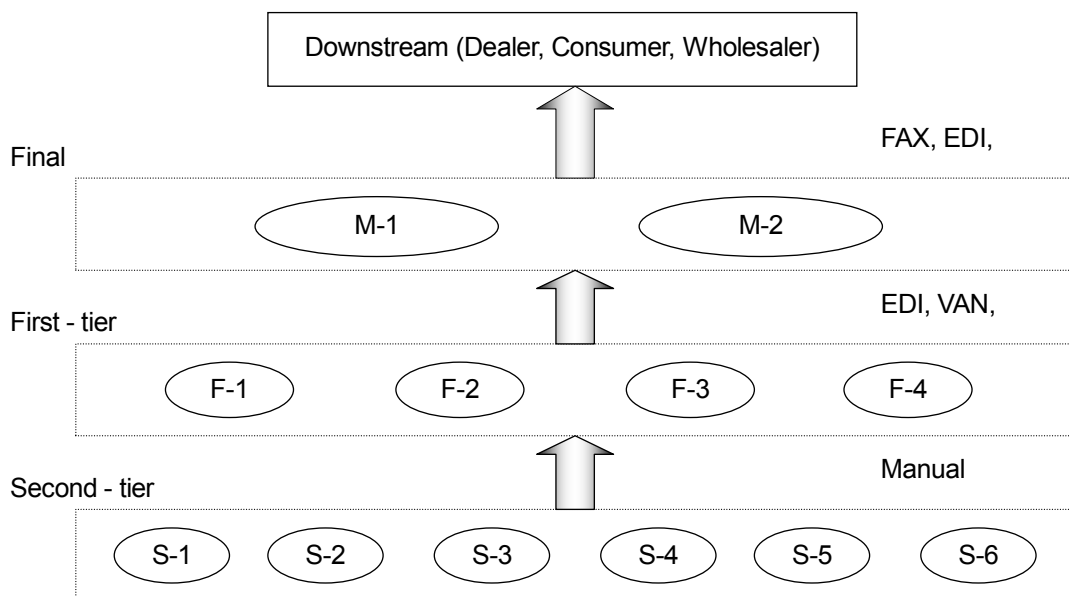 Downstream (Dealer, Consumer, Wholesaler)
FAX, EDI,
Final
M-1 M-2
EDI, VAN,
First - tier
F-1 F-2 F-3 F-4
Manual
Second - tier
S-1 S-2 S-3 S-4 S-5 S-6